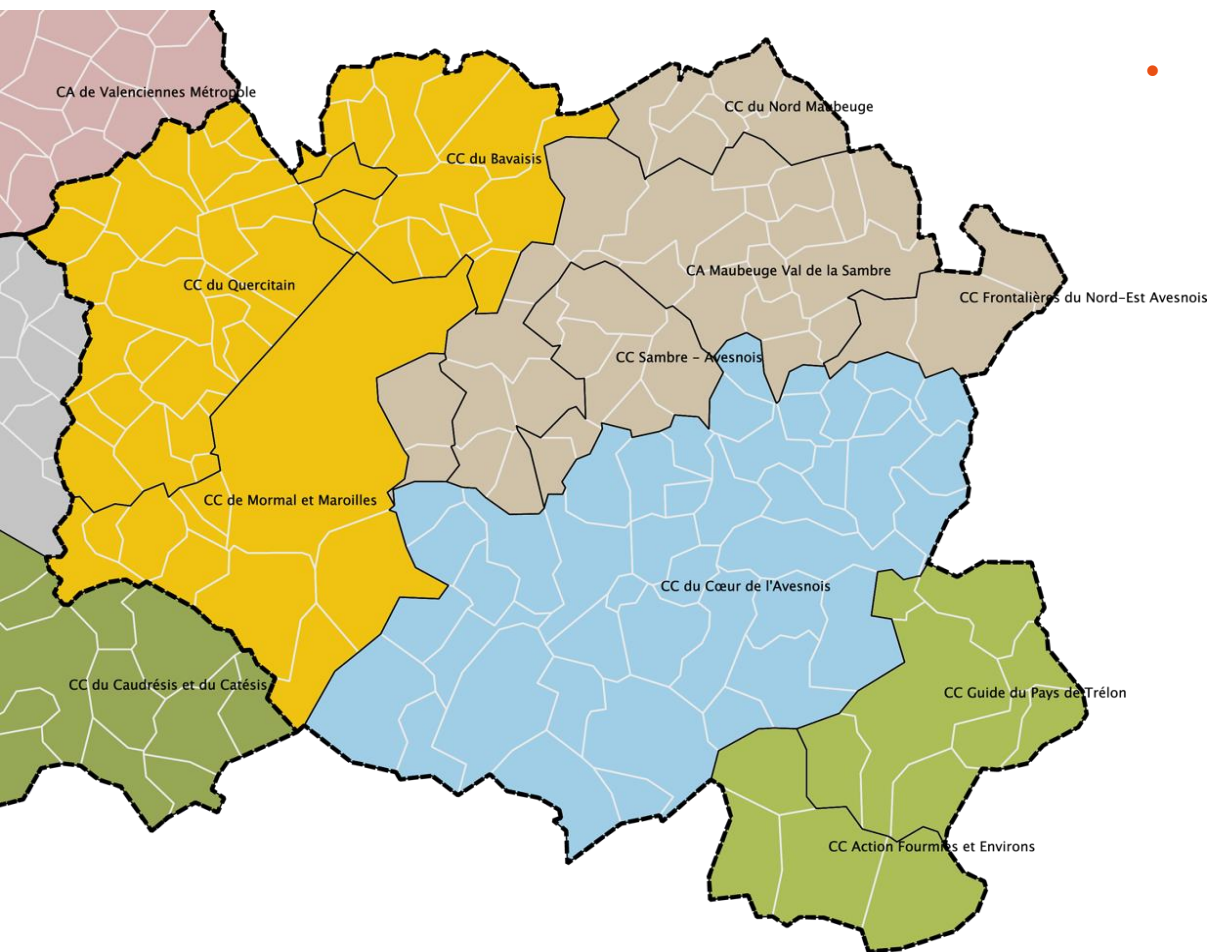 CA de Valenciennes Métropole
CC du Nord Maubeuge
CC du Bavaisis
CA Maubeuge Val de la Sambre
CC du Quercitain
CC Frontalières du Nord-Est Avesnois
CC Sambre - Avesnois
CC de Mormal et Maroilles
CC du Cœur de l'Avesnois
CC du Caudrésis et du Catésis
CC Guide du Pays de Trélon
CC Action Fourmies et Environs